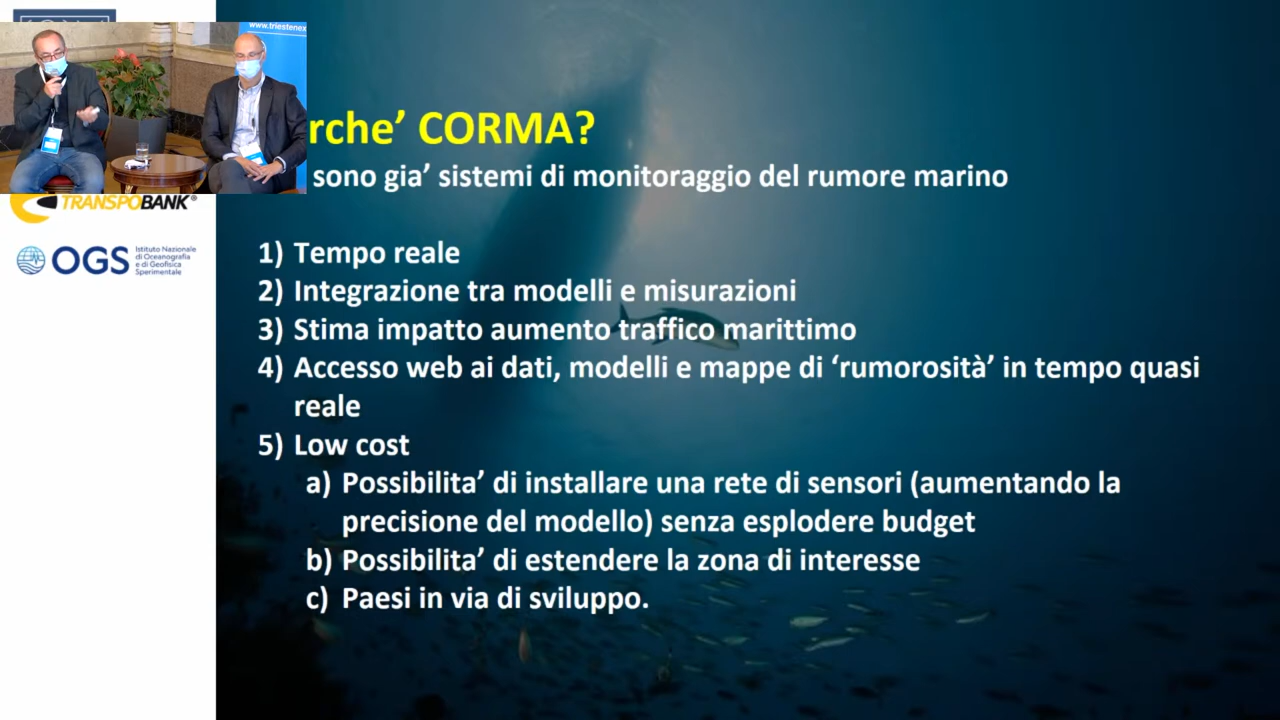 www.triestenex
rche’ CORMA?
sono gia’ sistemi di monitoraggio del rumore marino
TRANSPOBANK®
OGS
Istituto Nazionale
di Oceanografia
e di Geofisica
Sperimentale
1) Tempo reale
2) Integrazione tra modelli e misurazioni
3) Stima impatto aumento traffico marittimo
4) Accesso web ai dati, modelli e mappe di ‘rumorosità’ in tempo quasi
reale
5) Low cost
a) Possibilita’ di installare una rete di sensori (aumentando la
precisione del modello) senza esplodere budget
b) Possibilita’ di estendere la zona di interesse
c) Paesi in via di sviluppo.